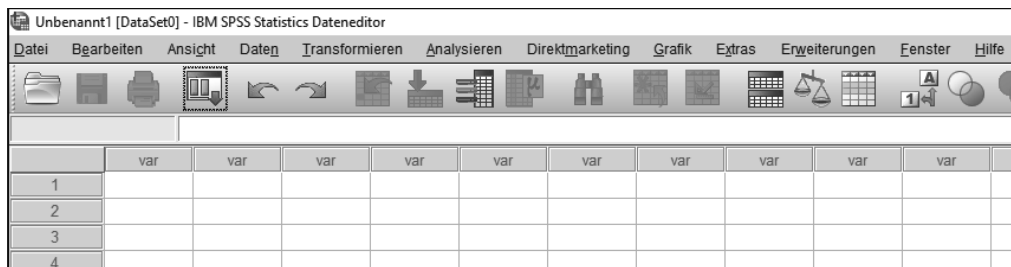 Unbenannt1 [DataSet0] - IBM SPSS Statistics Dateneditor
Datei Bearbeiten Ansicht Daten Transformieren Analysieren Direktmarketing Grafik Extras Erweiterungen Fenster Hilfe
A
1
var var var var var var var var var var
1
2
3
4